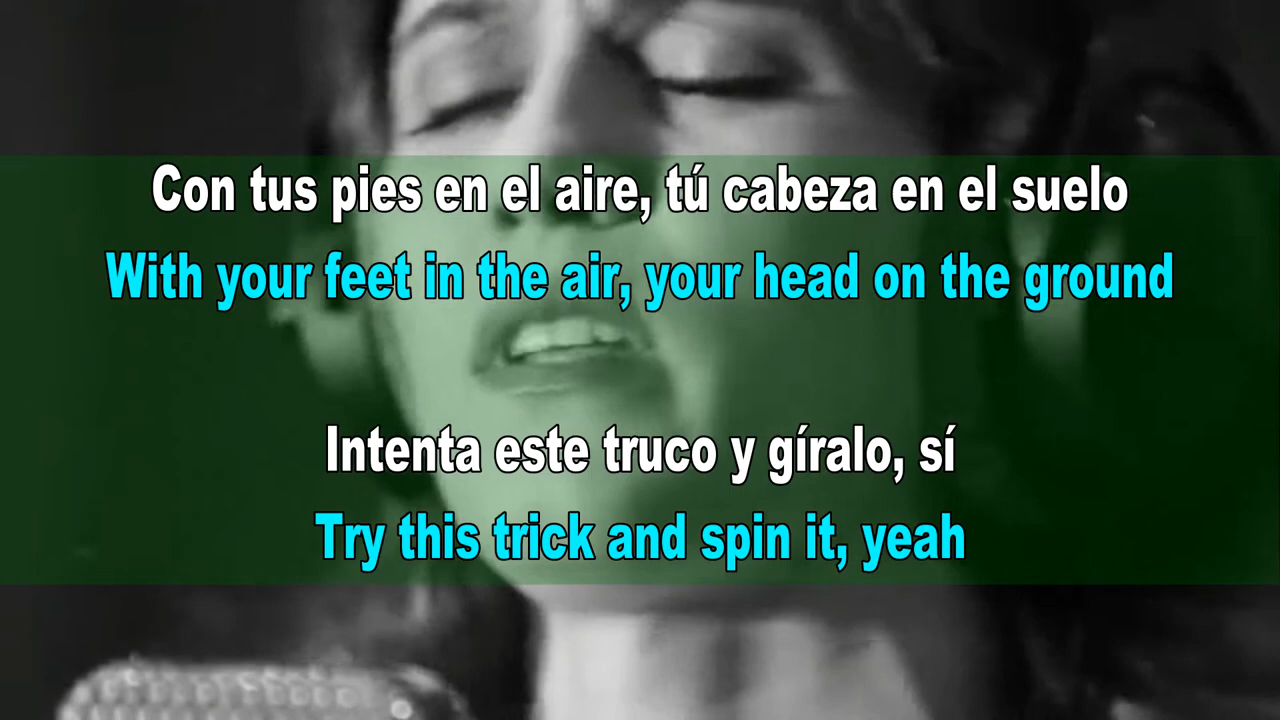 Con tus pies en el aire, tú cabeza en el suelo
With your feet in the air, your head on the ground
Intenta este truco y gíralo, sí
Try this trick and spin it, yeah